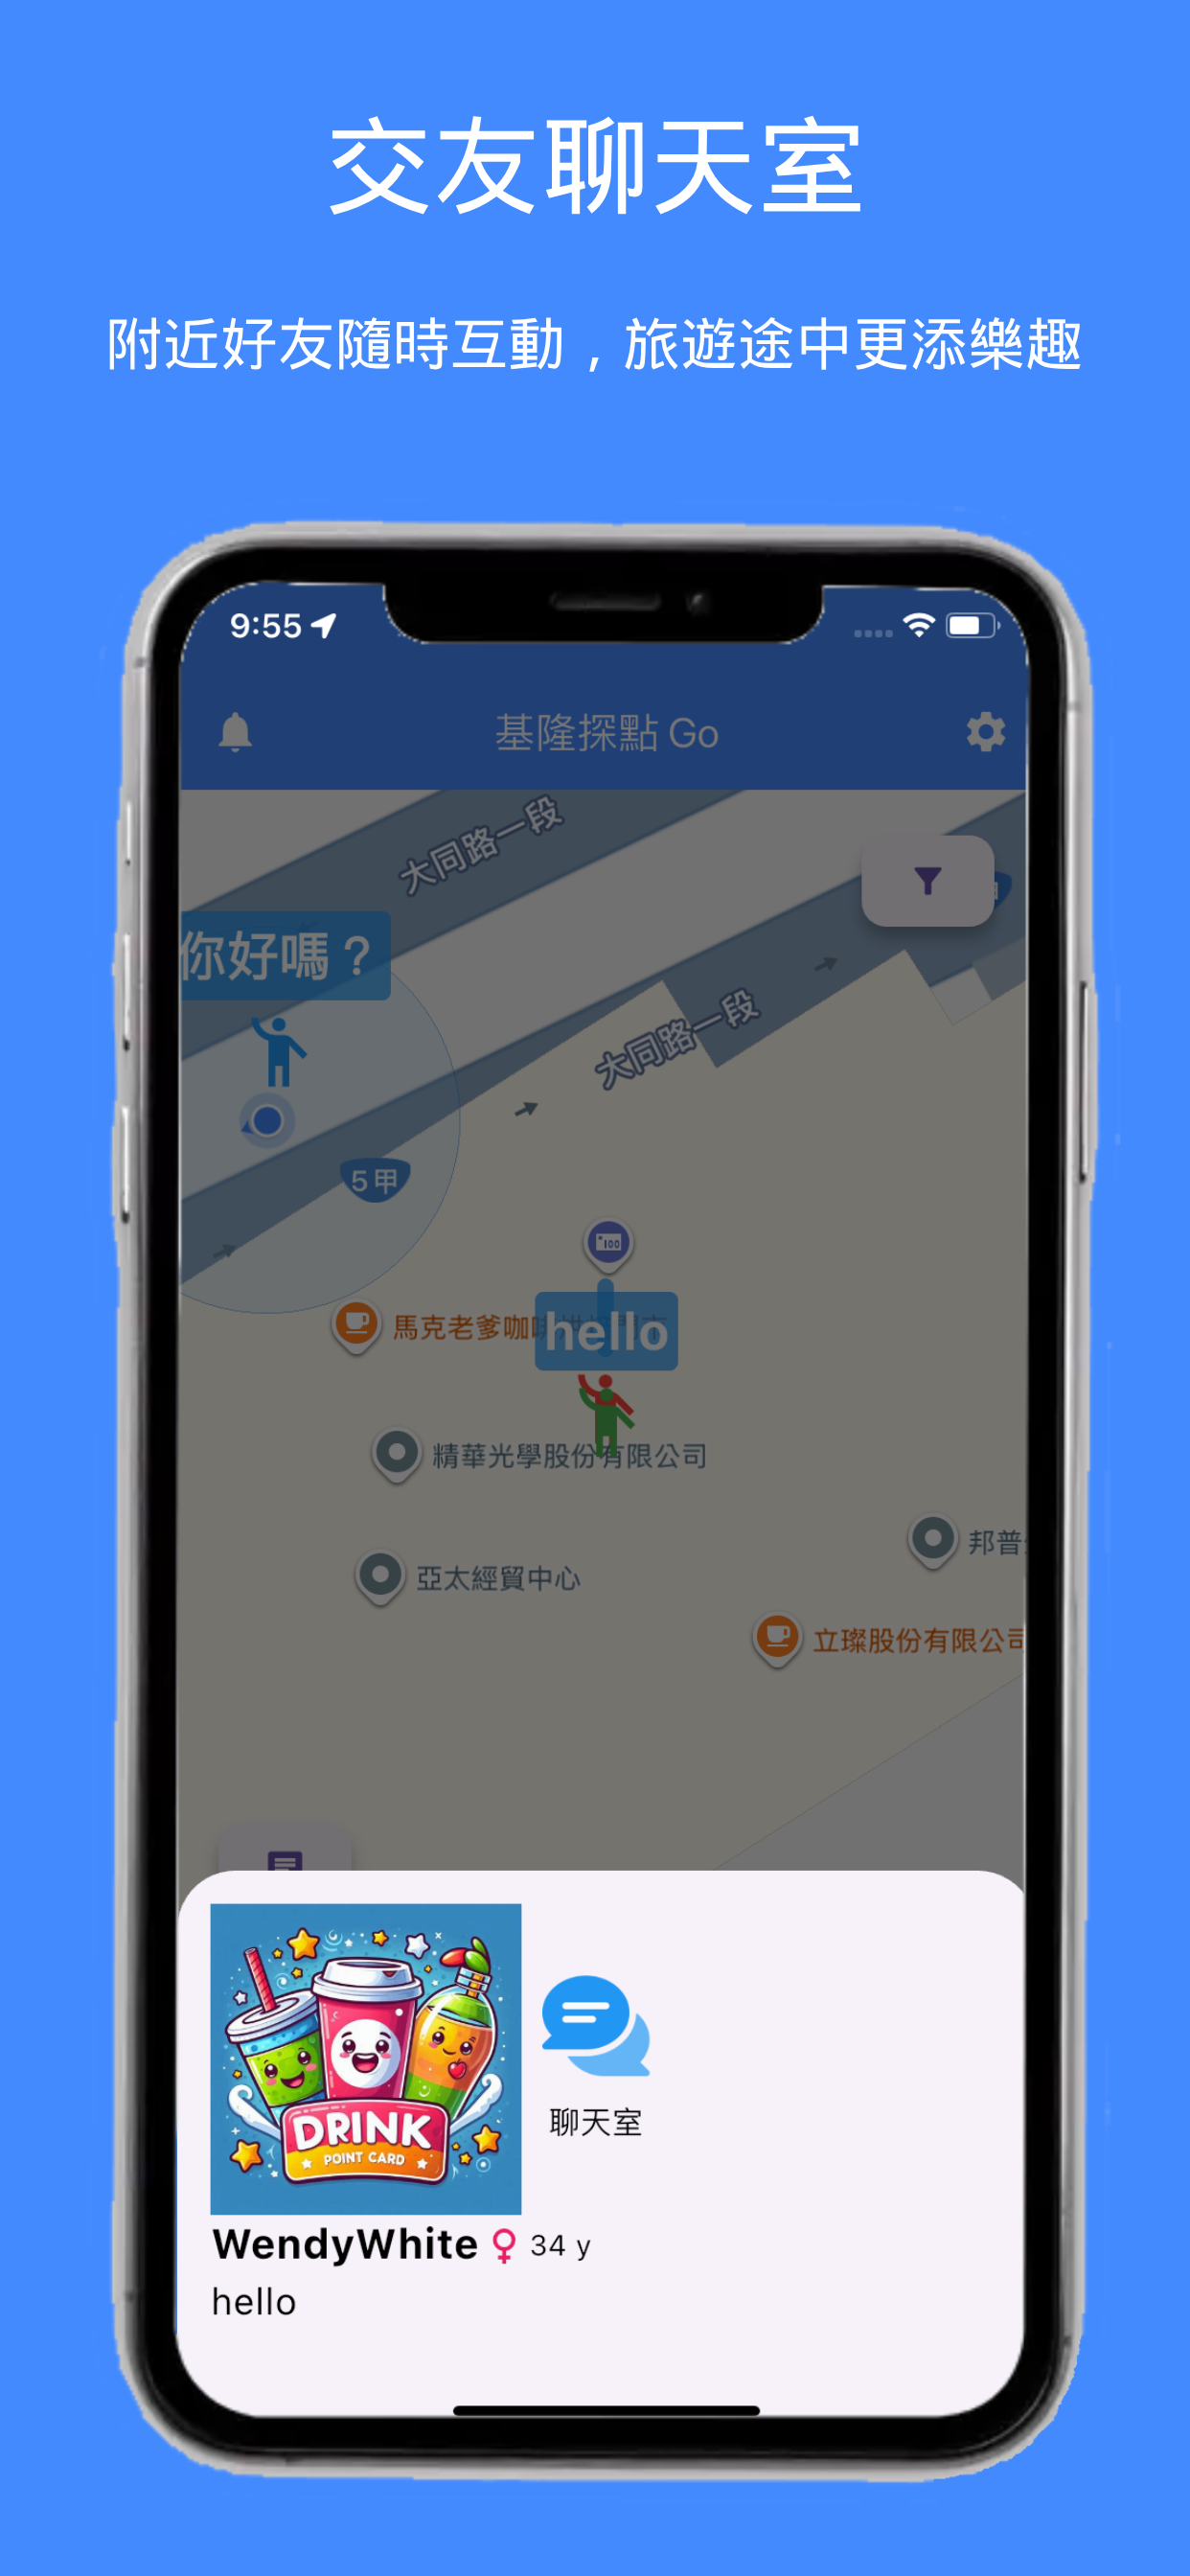 交友聊天室
附近好友隨時互動，旅遊途中更添樂趣
9:55
基隆探點 Go
大同路一段
你好嗎？
大同路一段
5甲
100
馬克老爹咖
hello
精華光學股份有限公司
邦普
亞太經貿中心
立璨股份有限公司
DRINK
POINT CARD
聊天室
WendyWhite 34 y
hello